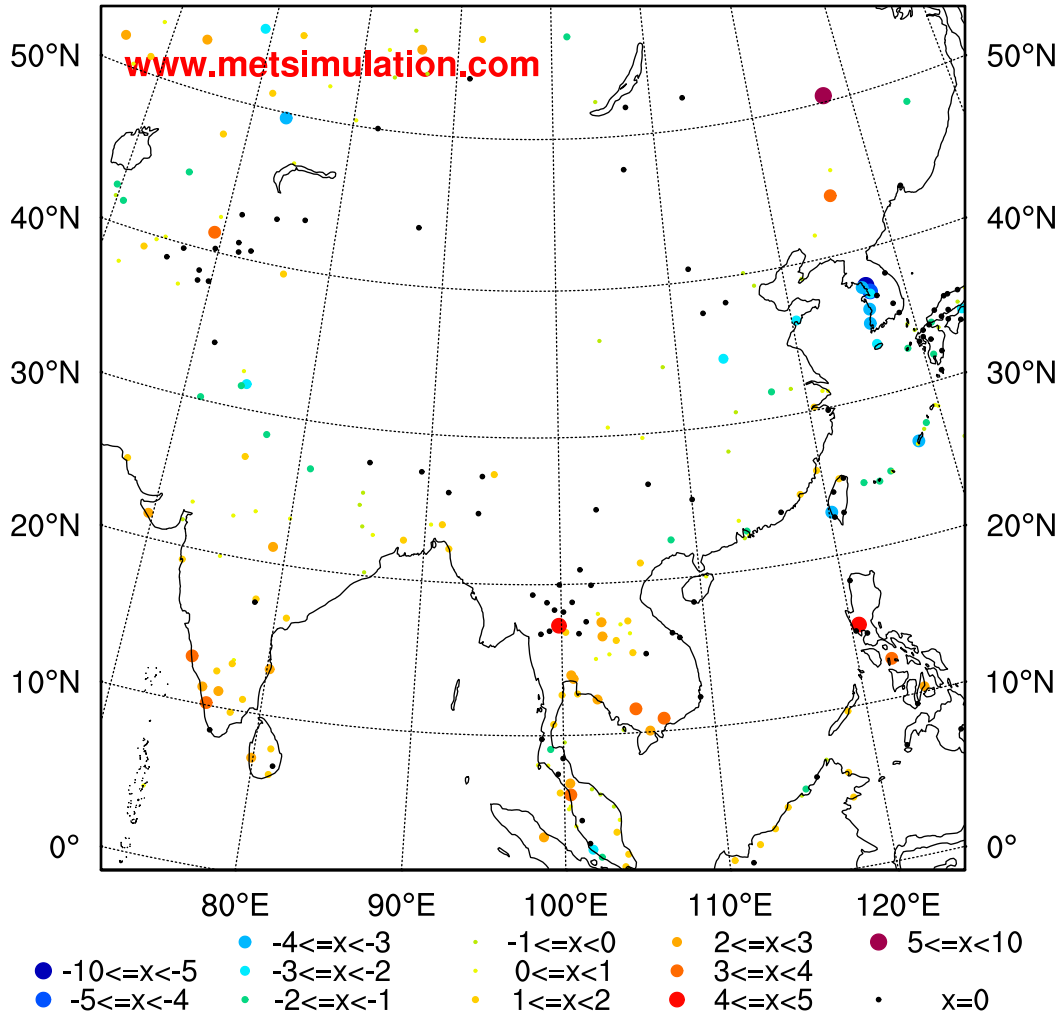 www.metsimulation.com
50°N 50°N
40°N 40°N
30°N 30°N
20°N 20°N
10°N 10°N
0° 0°
80°E 90°E 100°E 110°E 120°E
-4<=x<-3 -1<=x<0 2<=x<3 5<=x<10
-10<=x<-5 -3<=x<-2 0<=x<1 3<=x<4
-5<=x<-4 -2<=x<-1 1<=x<2 4<=x<5 x=0